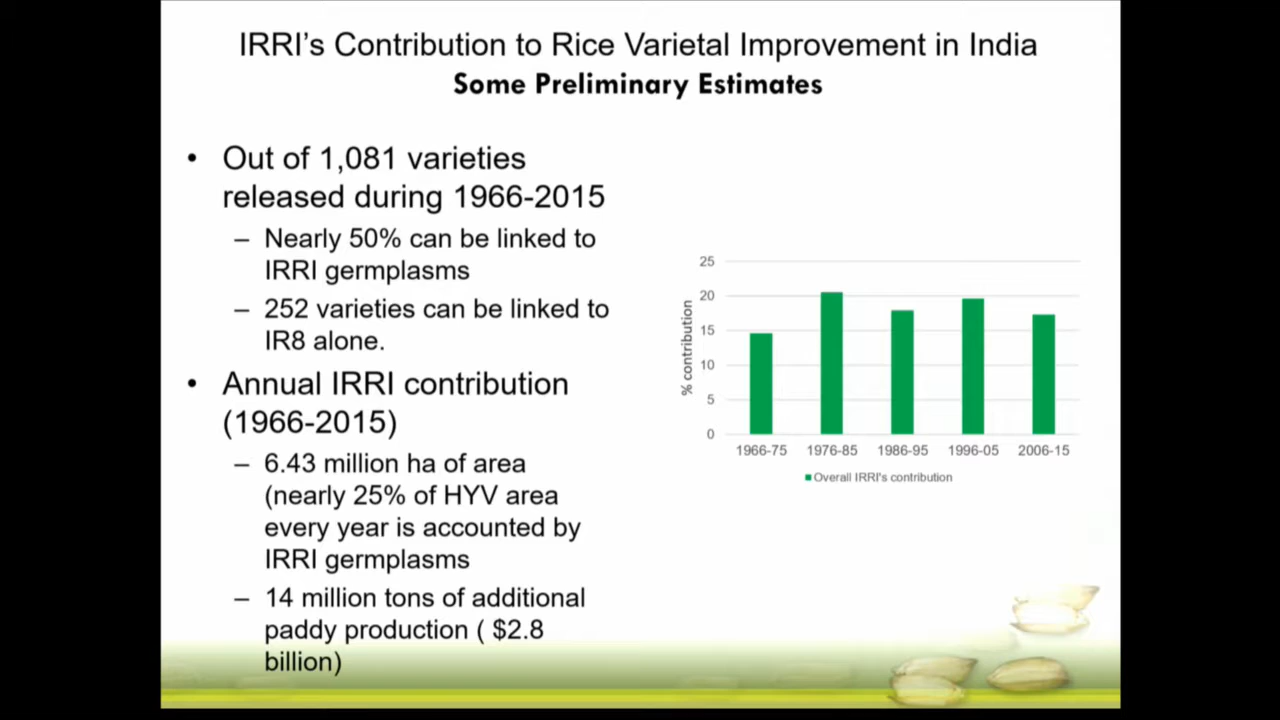 IRRI's Contribution to Rice Varietal Improvement in India
Some Preliminary Estimates
• Out of 1,081 varieties
released during 1966-2015
– Nearly 50% can be linked to
IRRI germplasms
– 252 varieties can be linked to
IR8 alone.
• Annual IRRI contribution
(1966-2015)
– 6.43 million ha of area
(nearly 25% of HYV area
every year is accounted by
IRRI germplasms
– 14 million tons of additional
paddy production ( $2.8
billion)
% contribution
25
20
15
10
5
0
1966-75 1976-85 1986-95 1996-05 2006-15
Overall IRRI's contribution